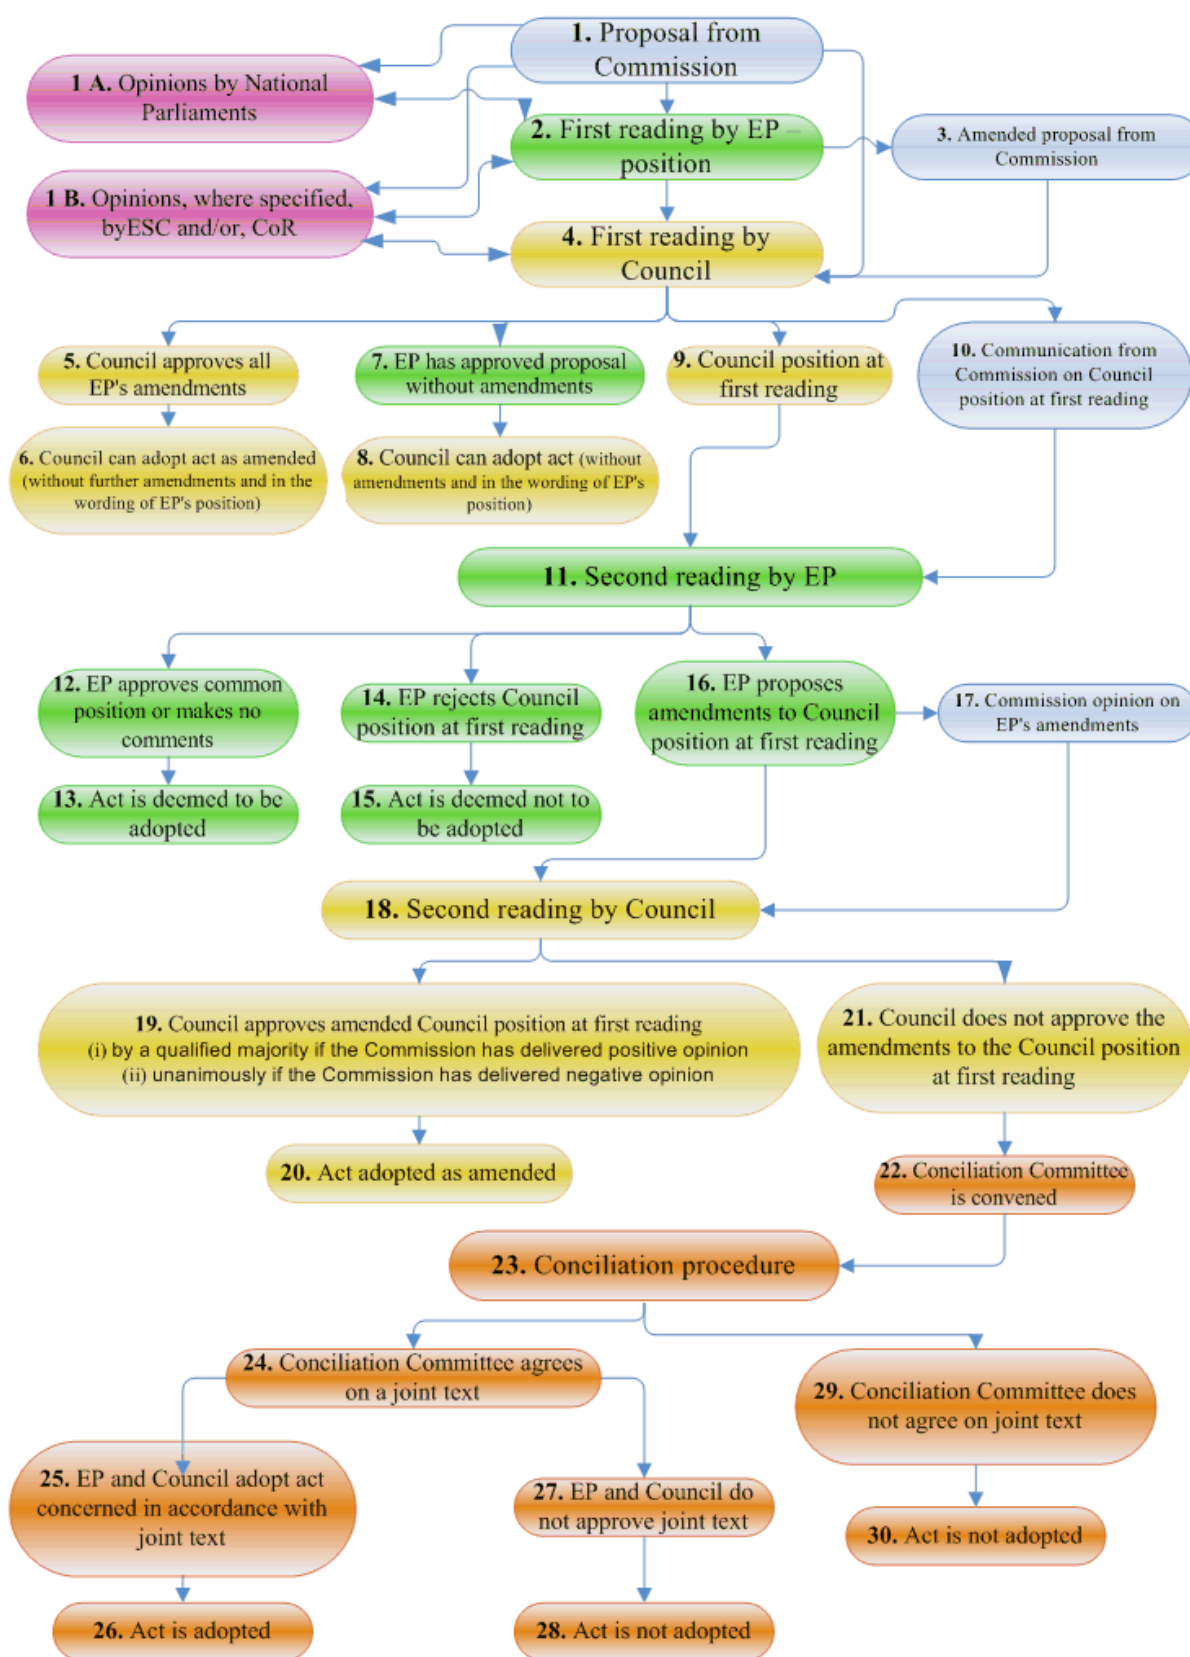 1. Proposal from
Commission
1 A. Opinions by National
Parliaments
2. First reading by EP –
position
3. Amended proposal from
Commission
1 B. Opinions, where specified,
byESC and/or, CoR
4. First reading by
Council
5. Council approves all
EP's amendments
7. EP has approved proposal
without amendments
9. Council position at
first reading
10. Communication from
Commission on Council
position at first reading
6. Council can adopt act as amended
(without further amendments and in the
wording of EP's position)
8. Council can adopt act (without
amendments and in the wording of EP's
position)
11. Second reading by EP
12. EP approves common
position or makes no
comments
14. EP rejects Council
position at first reading
16. EP proposes
amendments to Council
position at first reading
17. Commission opinion on
EP's amendments
13. Act is deemed to be
adopted
15. Act is deemed not to
be adopted
18. Second reading by Council
19. Council approves amended Council position at first reading
(i) by a qualified majority if the Commission has delivered positive opinion
(ii) unanimously if the Commission has delivered negative opinion
21. Council does not approve the
amendments to the Council position
at first reading
20. Act adopted as amended
22. Conciliation Committee
is convened
23. Conciliation procedure
24. Conciliation Committee agrees
on a joint text
29. Conciliation Committee does
not agree on joint text
25. EP and Council adopt act
concerned in accordance with
joint text
27. EP and Council do
not approve joint text
30. Act is not adopted
26. Act is adopted
28. Act is not adopted